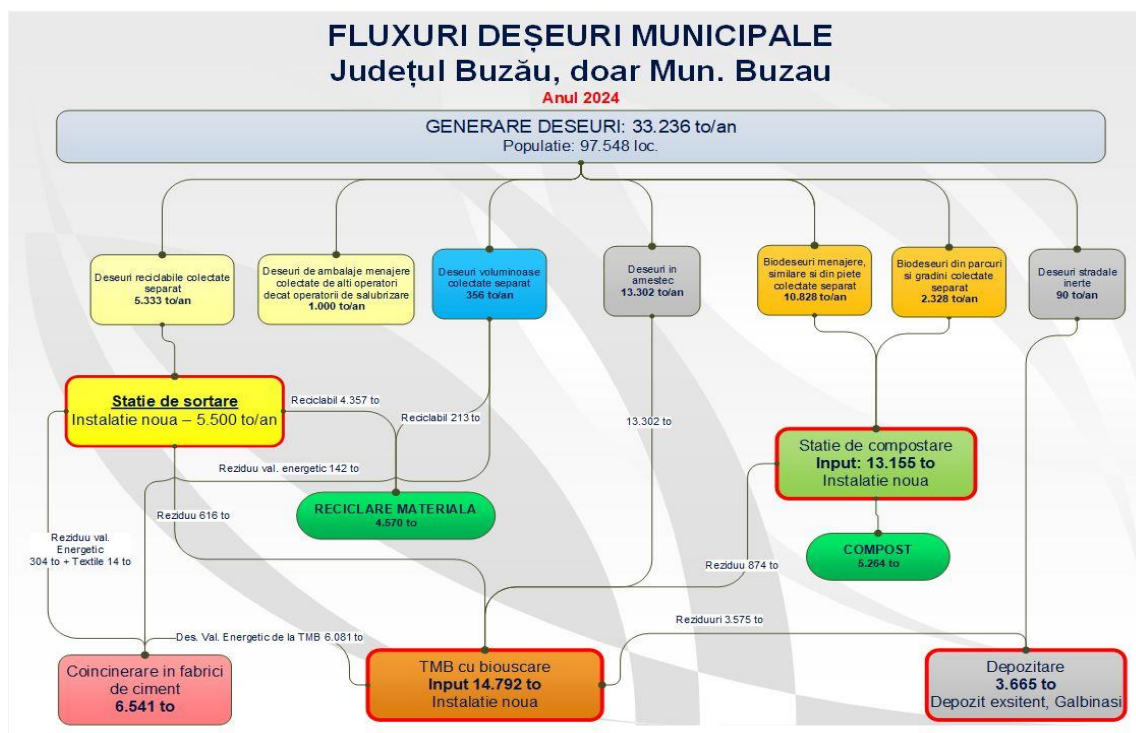 FLUXURI DEȘEURI MUNICIPALE
Județul Buzău, doar Mun. Buzau
Anul 2024
GENERARE DESEURI: 33.236 to/an
Populatie: 97.548 loc.
Deseuri reciclabile colectate
separat
5.333 to/an
Deseuri de ambalaje menajere
colectate de alti operatori
decat operatorii de salubrizare
1.000 to/an
Deseuri voluminoase
colectate separat
356 to/an
Deseuri in
amestec
13.302 to/an
Biodeseuri menajere,
similare si din piete
colectate separat
10.828 to/an
Biodeseuri din parcuri
si gradini colectate
separat
2.328 to/an
Deseuri stradale
inerte
90 to/an
Statie de sortare
Instalatie noua – 5.500 to/an
Reciclabil 4.357 to
Reciclabil 213 to
13.302 to
Statie de compostare
Input: 13.155 to
Instalatie noua
Reziduu val. energetic 142 to
RECICLARE MATERIALA
4.570 to
Reziduu 616 to
Reziduu val.
Energetic
304 to + Textile 14 to
COMPOST
5.264 to
Reziduu 874 to
Reziduuri 3.575 to
Des. Val. Energetic de la TMB 6.081 to
Coincinerare in fabrici
de ciment
6.541 to
TMB cu biouscare
Input 14.792 to
Instalatie noua
Depozitare
3.665 to
Depozit exsitent, Galbinasi